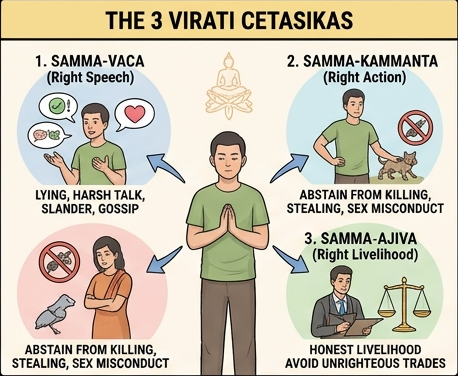 THE 3 VIRATI CETASIKAS
1. SAMMA-VACA
(Right Speech)
LYING, HARSH TALK,
SLANDER, GOSSIP
2. SAMMA-KAMMANTA
(Right Action)
ABSTAIN FROM KILLING,
STEALING, SEX MISCONDUCT
ABSTAIN FROM KILLING,
STEALING, SEX MISCONDUCT
3. SAMMA-AJIVA
(Right Livelihood)
HONEST LIVELIHOOD
AVOID UNRIGHTEOUS TRADES